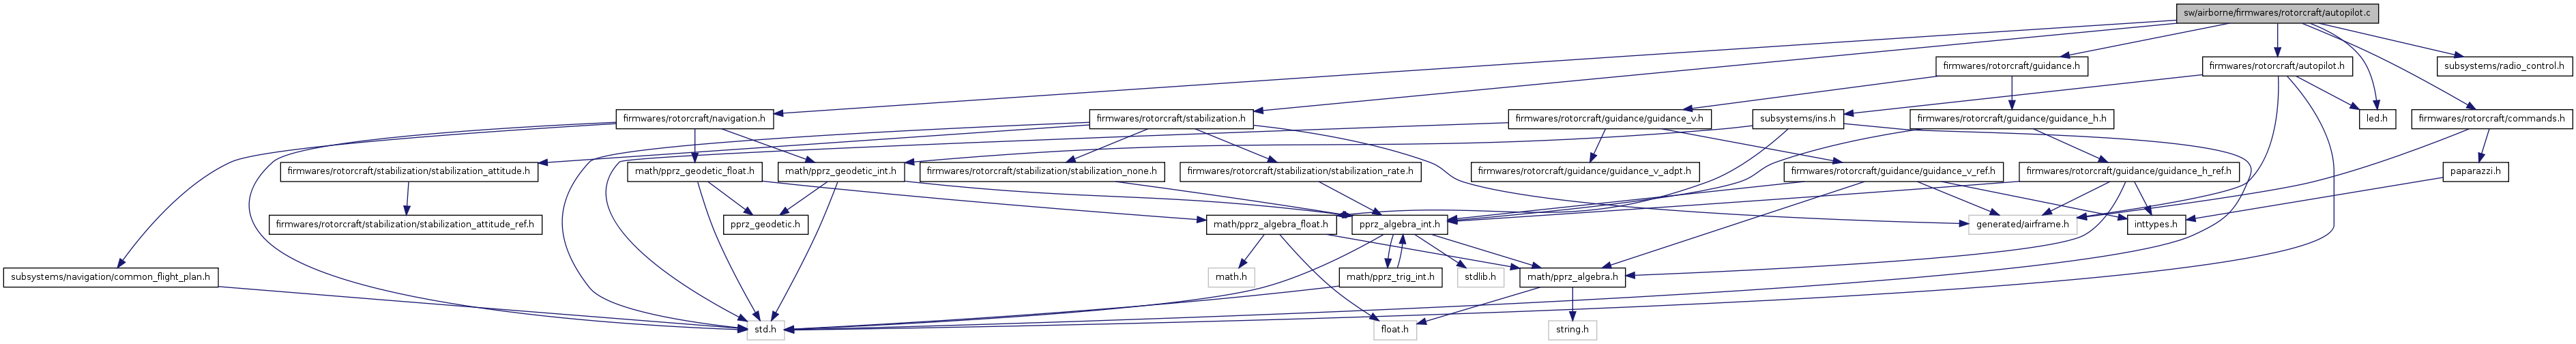 sw/airborne/firmwares/rotorcraft/autopilot.c
firmwares/rotorcraft/guidance.h
firmwares/rotorcraft/autopilot.h
subsystems/radio_control.h
firmwares/rotorcraft/navigation.h
firmwares/rotorcraft/stabilization.h
firmwares/rotorcraft/guidance/guidance_v.h
subsystems/ins.h
firmwares/rotorcraft/guidance/guidance_h.h
led.h
firmwares/rotorcraft/commands.h
firmwares/rotorcraft/stabilization/stabilization_attitude.h
math/pprz_geodetic_float.h
math/pprz_geodetic_int.h
firmwares/rotorcraft/stabilization/stabilization_none.h
firmwares/rotorcraft/stabilization/stabilization_rate.h
firmwares/rotorcraft/guidance/guidance_v_adpt.h
firmwares/rotorcraft/guidance/guidance_v_ref.h
firmwares/rotorcraft/guidance/guidance_h_ref.h
paparazzi.h
firmwares/rotorcraft/stabilization/stabilization_attitude_ref.h
pprz_geodetic.h
math/pprz_algebra_float.h
pprz_algebra_int.h
generated/airframe.h
inttypes.h
subsystems/navigation/common_flight_plan.h
math.h
math/pprz_trig_int.h
stdlib.h
math/pprz_algebra.h
std.h
float.h
string.h